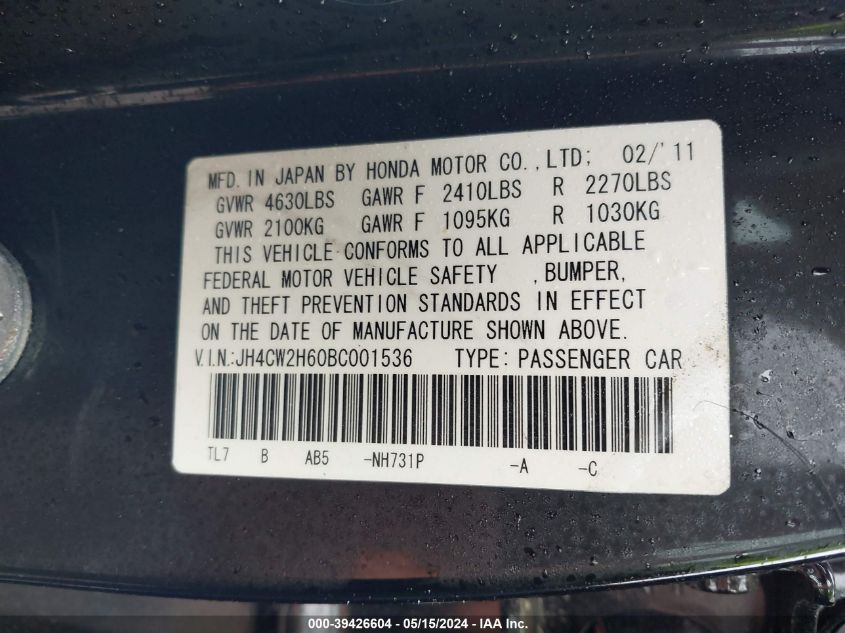 MFD. IN JAPAN BY HONDA MOTOR CO., LTD; 02/'11
GVWR 4630LBS GAWR F 2410LBS R 2270LBS
GVWR 2100KG GAWR F 1095KG R 1030KG
THIS VEHICLE CONFORMS TO ALL APPLICABLE
FEDERAL MOTOR VEHICLE SAFETY , BUMPER,
AND THEFT PREVENTION STANDARDS IN EFFECT
ON THE DATE OF MANUFACTURE SHOWN ABOVE.
V.I.N.:JH4CW2H60BC001536 TYPE: PASSENGER CAR
TL7 B AB5 -NH731P -A -C
000-39426604 - 05/15/2024 - IAA Inc.